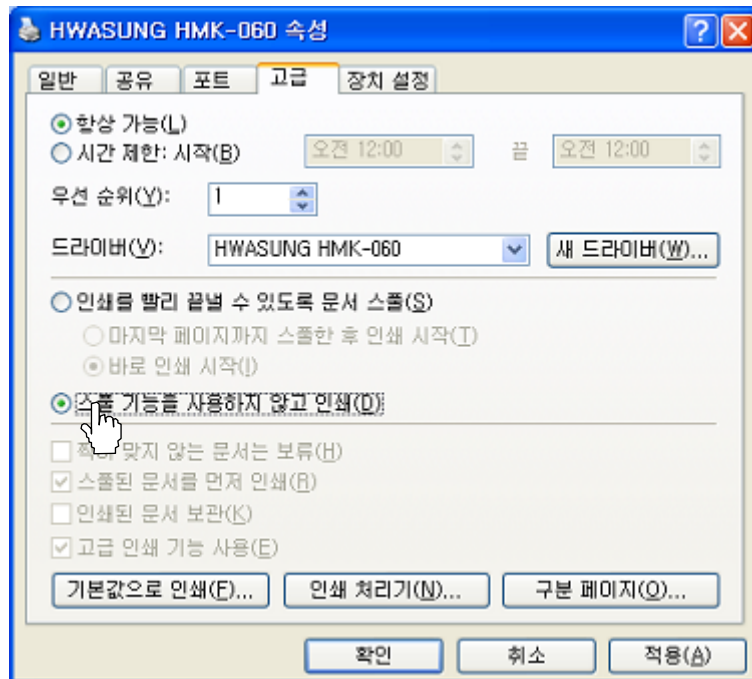 HWASUNG HMK-060 속성
일반 공유 포트 고급 장치 설정
항상 가능(L)
시간 제한: 시작(B) 오전 12:00 끝 오전 12:00
우선 순위(Y): 1
드라이버(V): HWASUNG HMK-060 새 드라이버(W)...
인쇄를 빨리 끝낼 수 있도록 문서 스풀(S)
마지막 페이지까지 스풀한 후 인쇄 시작(T)
바로 인쇄 시작(I)
스풀 기능을 사용하지 않고 인쇄(D)
맞지 않는 문서는 보류(H)
스풀된 문서를 먼저 인쇄(R)
인쇄된 문서 보관(K)
고급 인쇄 기능 사용(E)
기본값으로 인쇄(F)... 인쇄 처리기(N)... 구분 페이지(O)...
확인 취소 적용(A)